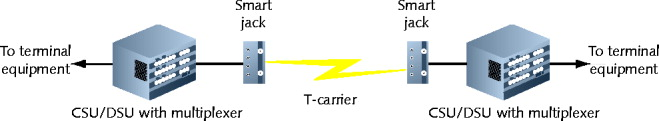 Smart
jack
Smart
jack
To terminal
equipment
To terminal
equipment
T-carrier
CSU/DSU with multiplexer
CSU/DSU with multiplexer